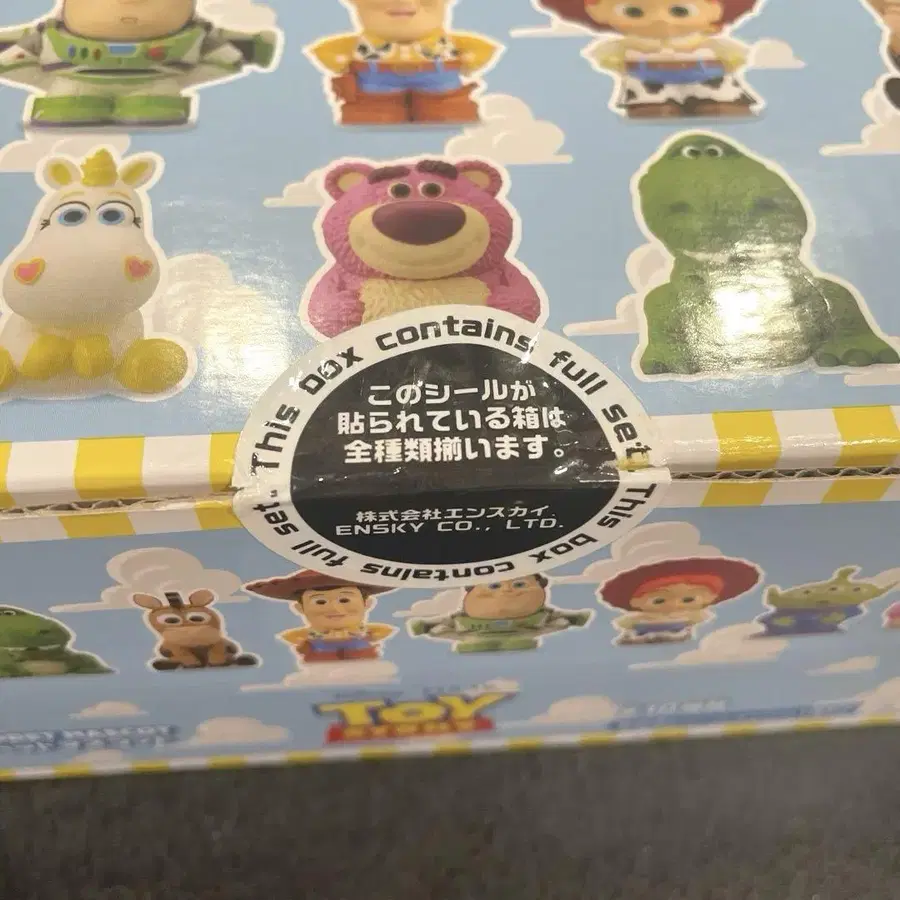 "This box contains full set"
このシールが
貼られている箱は
全種類揃います。
株式会社エンスカイ.
ENSKY CO., LTD.
This box contains full set
TOY
STORY